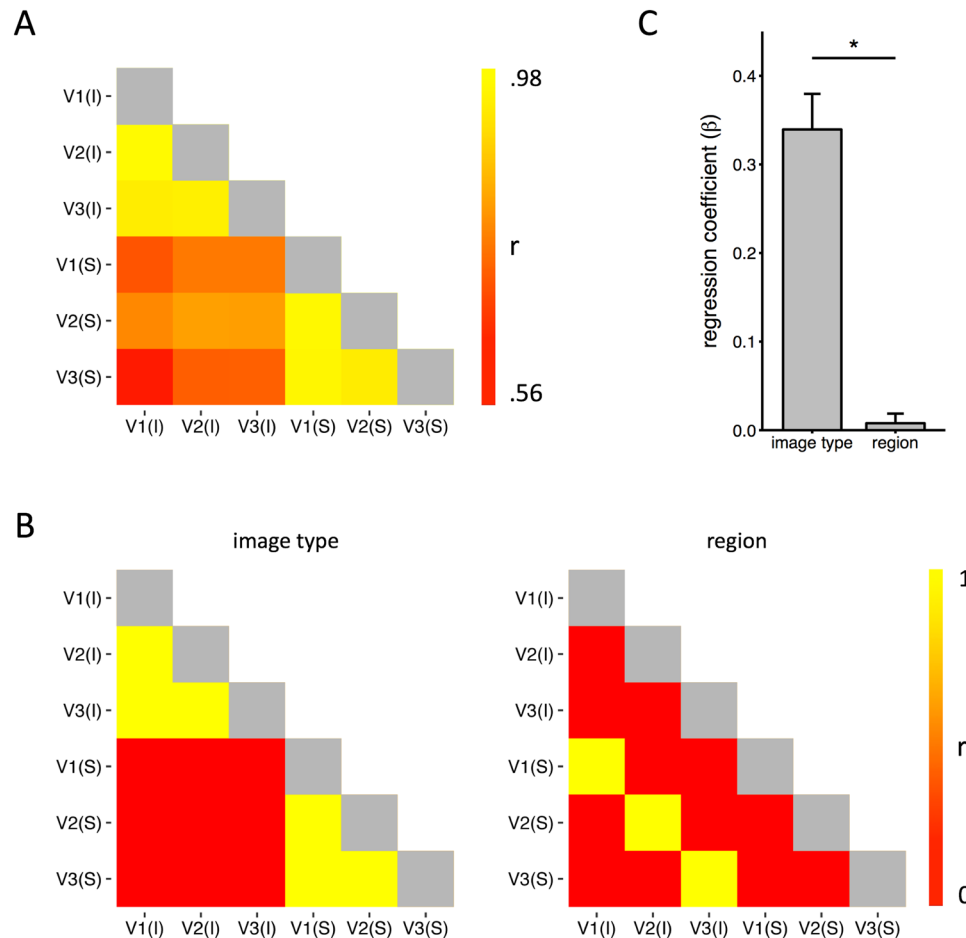 A
V1(I)
V2(I)
V3(I)
V1(S)
V2(S)
V3(S)
V1(I) V2(I) V3(I) V1(S) V2(S) V3(S)
.98
r
.56
C
regression coefficient (β)
0.4
0.3
0.2
0.1
0.0
*
image type region
B
image type
V1(I)
V2(I)
V3(I)
V1(S)
V2(S)
V3(S)
V1(I) V2(I) V3(I) V1(S) V2(S) V3(S)
region
V1(I)
V2(I)
V3(I)
V1(S)
V2(S)
V3(S)
V1(I) V2(I) V3(I) V1(S) V2(S) V3(S)
1
r
0